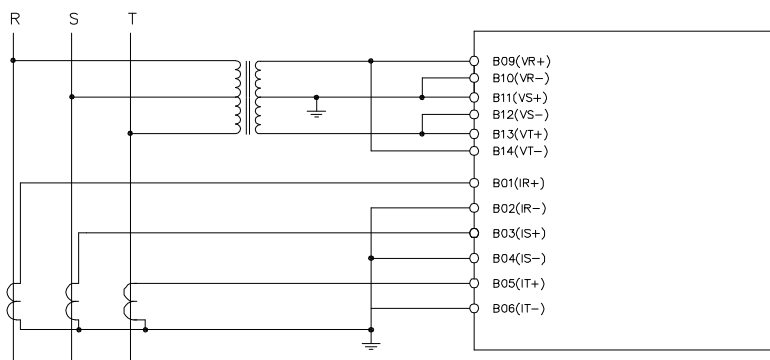 R S T
B09(VR+)
B10(VR-)
B11(VS+)
B12(VS-)
B13(VT+)
B14(VT-)
B01(IR+)
B02(IR-)
B03(IS+)
B04(IS-)
B05(IT+)
B06(IT-)